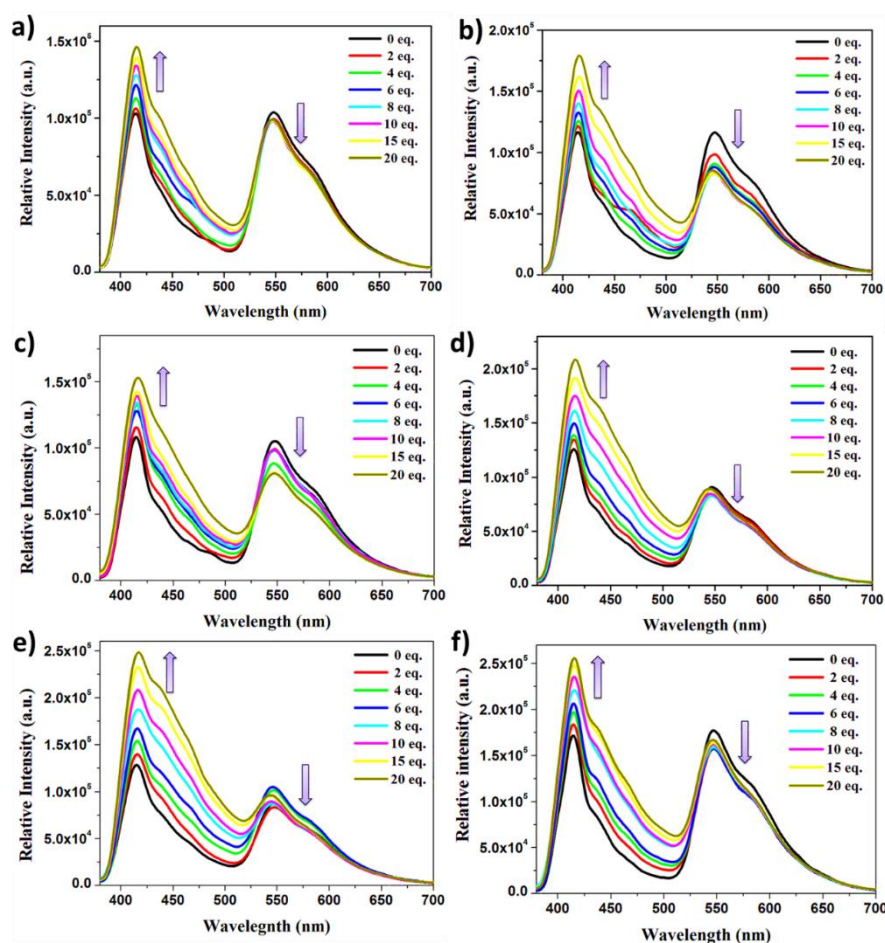 a)
0 eq.
2 eq.
4 eq.
6 eq.
8 eq.
10 eq.
15 eq.
20 eq.
Relative Intensity (a.u.)
1.5x10⁵
1.0x10⁵
5.0x10⁴
0.0
400 450 500 550 600 650 700
Wavelength (nm)
b)
0 eq.
2 eq.
4 eq.
6 eq.
8 eq.
10 eq.
15 eq.
20 eq.
Relative Intensity (a.u.)
2.0x10⁵
1.5x10⁵
1.0x10⁵
5.0x10⁴
0.0
400 450 500 550 600 650 700
Wavelength (nm)
c)
0 eq.
2 eq.
4 eq.
6 eq.
8 eq.
10 eq.
15 eq.
20 eq.
Relative Intensity (a.u.)
1.5x10⁵
1.0x10⁵
5.0x10⁴
0.0
400 450 500 550 600 650 700
Wavelength (nm)
d)
0 eq.
2 eq.
4 eq.
6 eq.
8 eq.
10 eq.
15 eq.
20 eq.
Relative Intensity (a.u.)
2.0x10⁵
1.5x10⁵
1.0x10⁵
5.0x10⁴
0.0
400 450 500 550 600 650 700
Wavelength (nm)
e)
0 eq.
2 eq.
4 eq.
6 eq.
8 eq.
10 eq.
15 eq.
20 eq.
Relative Intensity (a.u.)
2.5x10⁵
2.0x10⁵
1.5x10⁵
1.0x10⁵
5.0x10⁴
0.0
400 450 500 550 600 650 700
Wavelegnth (nm)
f)
0 eq.
2 eq.
4 eq.
6 eq.
8 eq.
10 eq.
15 eq.
20 eq.
Relative intensity (a.u.)
2.5x10⁵
2.0x10⁵
1.5x10⁵
1.0x10⁵
5.0x10⁴
0.0
400 450 500 550 600 650 700
Wavelength (nm)